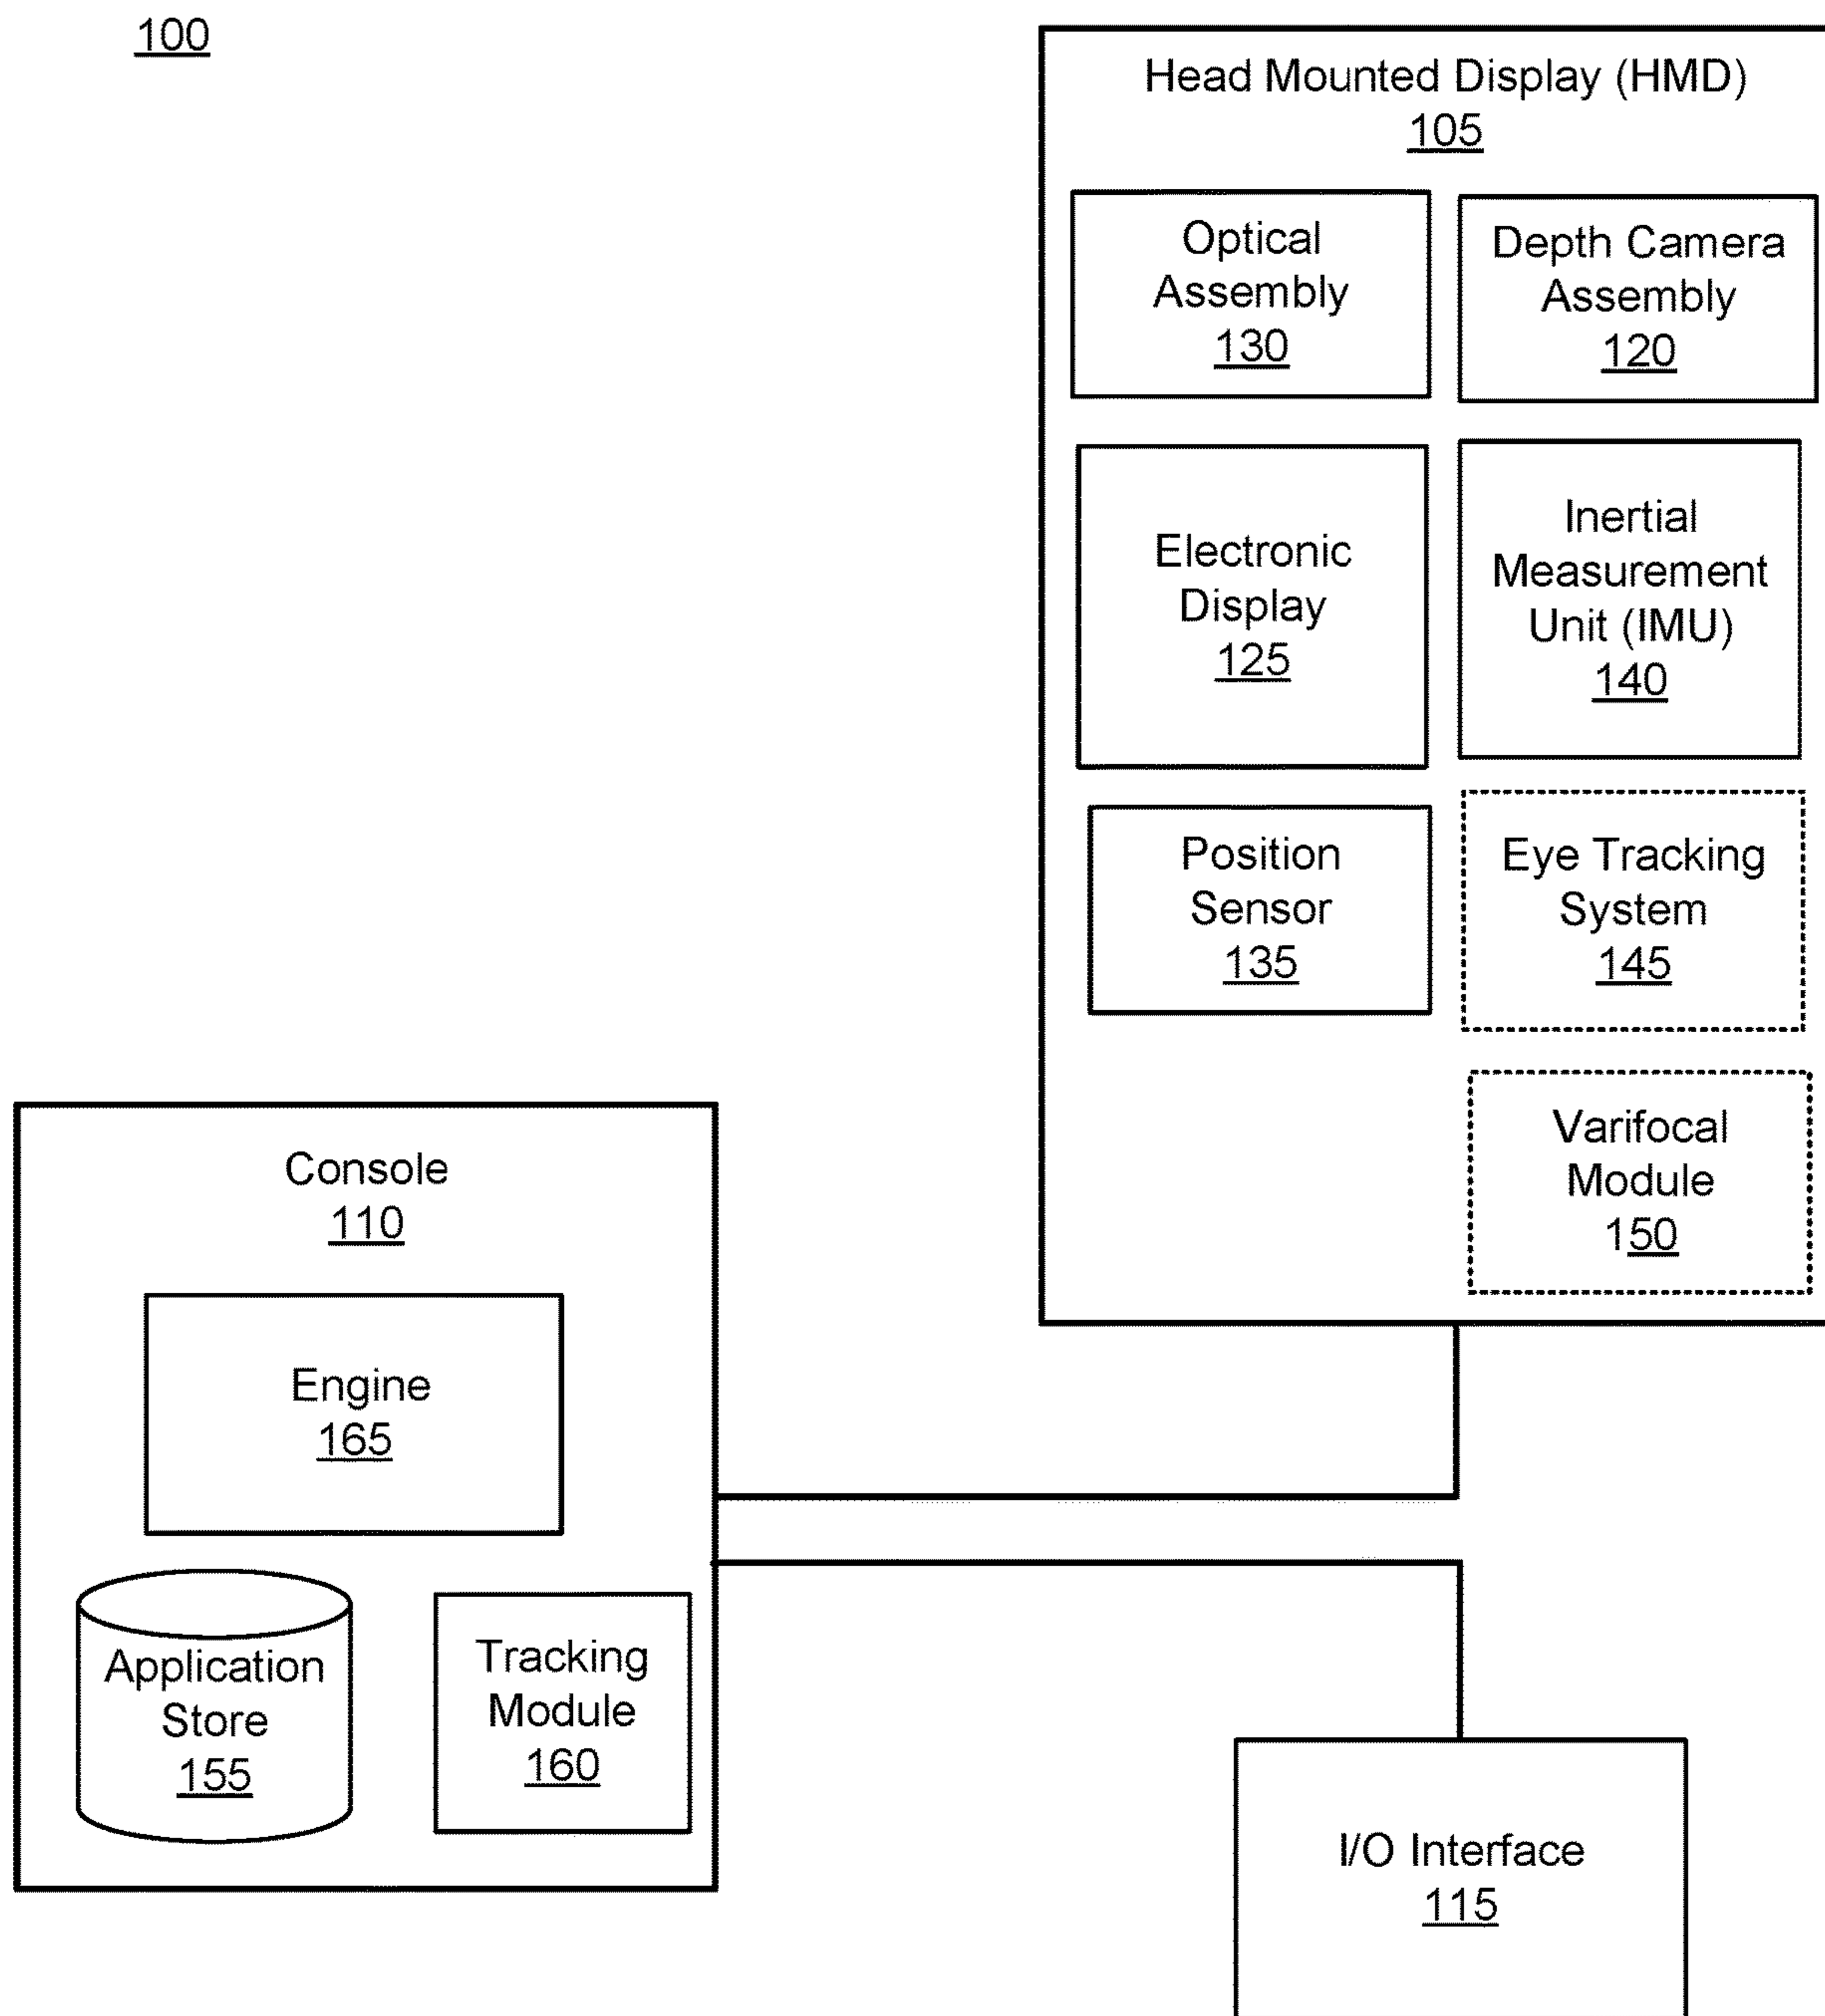 100
Head Mounted Display (HMD)
105
Optical
Assembly
130
Depth Camera
Assembly
120
Electronic
Display
125
Inertial
Measurement
Unit (IMU)
140
Position
Sensor
135
Eye Tracking
System
145
Varifocal
Module
150
Console
110
Engine
165
Application
Store
155
Tracking
Module
160
I/O Interface
115